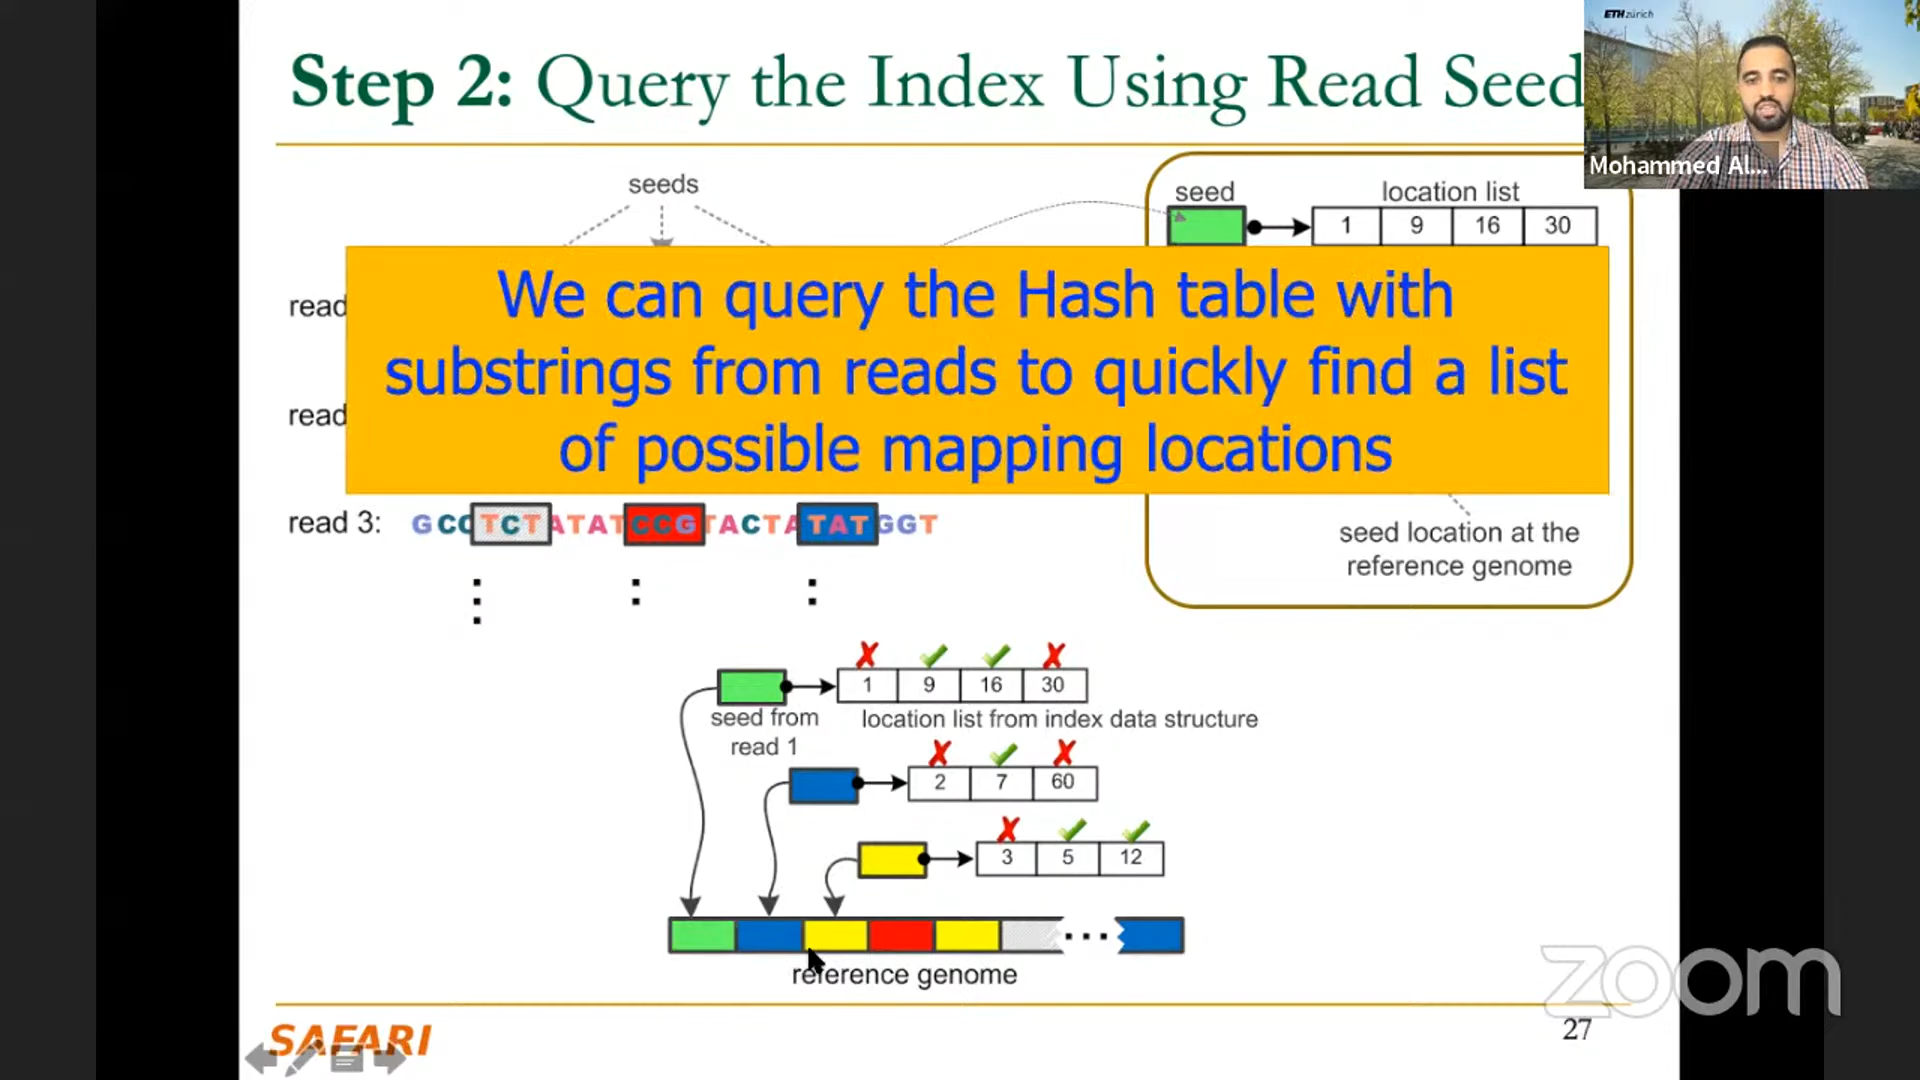 ETH zürich
Step 2: Query the Index Using Read Seed
Mohammed Al...
seeds
seed
location list
1 9 16 30
We can query the Hash table with
substrings from reads to quickly find a list
of possible mapping locations
read
read
read 3: GCC TCT ATAT CCG TACTA TAT GGT
seed location at the
reference genome
1 9 16 30
seed from
read 1
location list from index data structure
2 7 60
3 5 12
reference genome
zoom
SAFARI
27